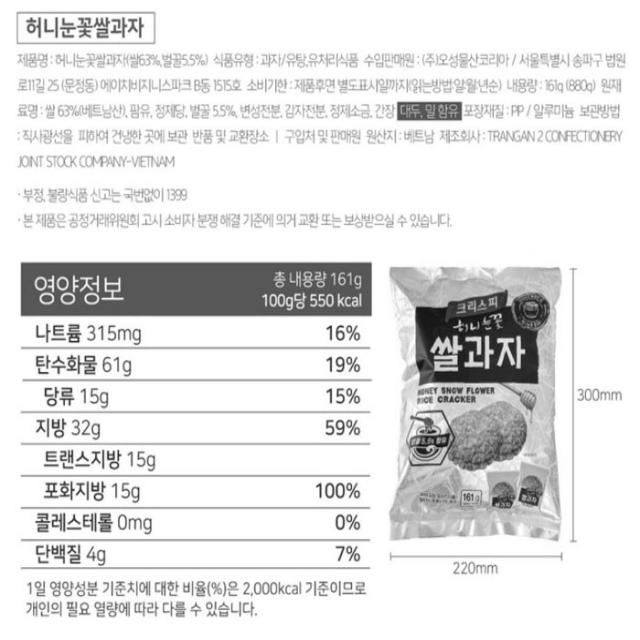 허니눈꽃쌀과자
제품명 : 허니눈꽃쌀과자(쌀63%,벌꿀5.5%) 식품유형 : 과자/유탕,유처리식품 수입판매원 : (주)오성물산코리아 / 서울특별시 송파구 법원
로11길 25 (문정동) 에이치비지니스파크 B동 1515호 소비기한 : 제품후면 별도표시일까지(읽는방법:일·월·년순) 내용량 : 161g (880g) 원재
료명 : 쌀 63%(베트남산), 팜유, 정제당, 벌꿀 5.5%, 변성전분, 감자전분, 정제소금, 간장 대두, 밀 함유 포장재질 : PP / 알루미늄 보관방법
: 직사광선을 피하여 건냉한 곳에 보관 반품 및 교환장소 | 구입처 및 판매원 원산지 : 베트남 제조회사 : TRANGAN 2 CONFECTIONERY
JOINT STOCK COMPANY-VIETNAM
· 부정, 불량식품 신고는 국번없이 1399
· 본 제품은 공정거래위원회 고시 소비자 분쟁 해결 기준에 의거 교환 또는 보상받으실 수 있습니다.
영양정보
총 내용량 161g
100g당 550 kcal
나트륨 315mg 16%
탄수화물 61g 19%
당류 15g 15%
지방 32g 59%
트랜스지방 15g
포화지방 15g 100%
콜레스테롤 0mg 0%
단백질 4g 7%
1일 영양성분 기준치에 대한 비율(%)은 2,000kcal 기준이므로
개인의 필요 열량에 따라 다를 수 있습니다.
크리스피
허니눈꽃
쌀과자
HONEY SNOW FLOWER
RICE CRACKER
161g
쌀과자
300mm
220mm